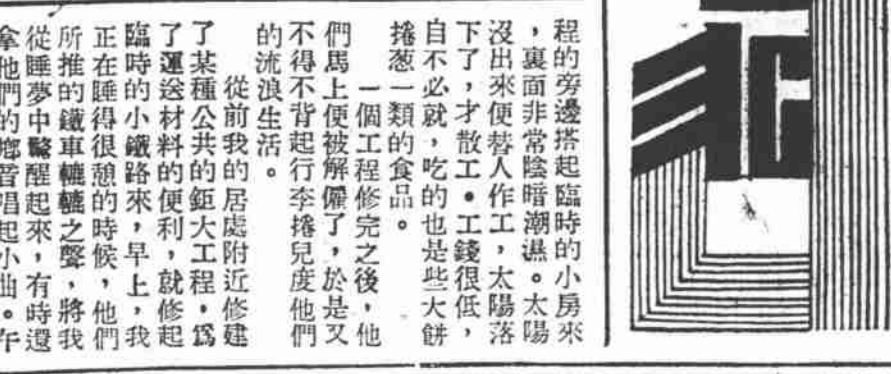 程的旁邊搭起臨時的小房來
，裏面非常陰暗潮濕。太陽
沒出來便替人作工，太陽落
下了，才散工。工錢很低，
自不必就，吃的也是些大餅
捲葱一類的食品。
一個工程修完之後，他
們馬上便被解僱了，於是又
不得不背起行李捲兒度他們
的流浪生活。
從前我的居處附近修建
了某種公共的鉅大工程，爲
了運送材料的便利，就修起
臨時的小鐵路來，早上，我
正在睡得很憩的時候，他們
所推的鐵車轆轆之聲，將我
從睡夢中驚醒起來，有時還
拿他們的鄉音唱起小曲。午